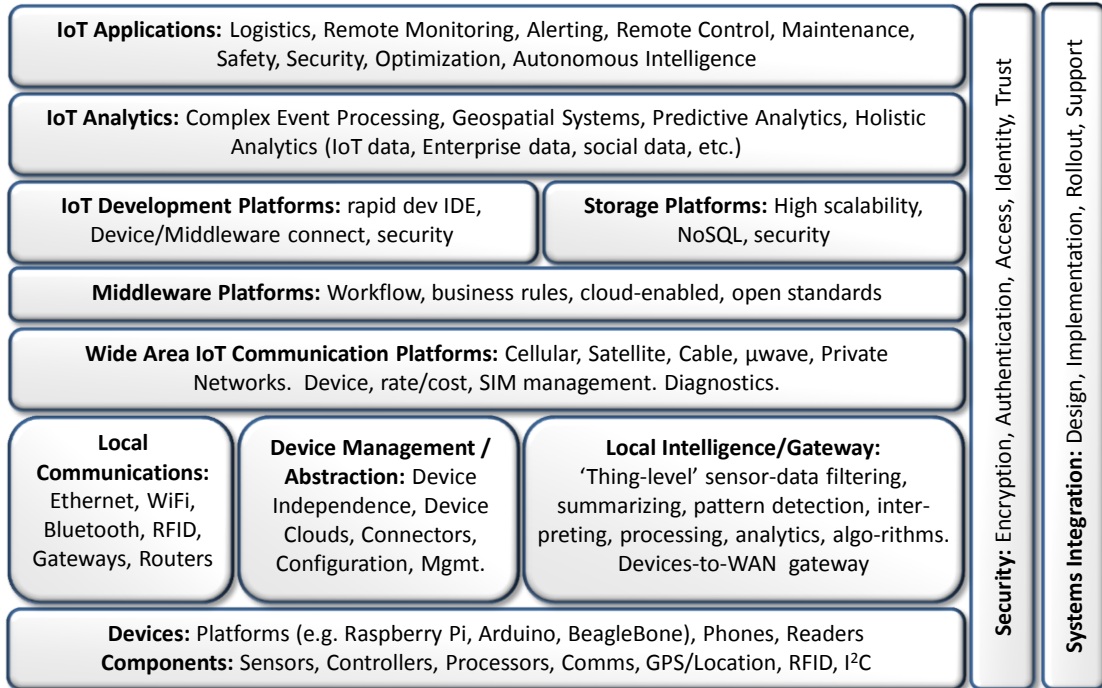 IoT Applications: Logistics, Remote Monitoring, Alerting, Remote Control, Maintenance,
Safety, Security, Optimization, Autonomous Intelligence
IoT Analytics: Complex Event Processing, Geospatial Systems, Predictive Analytics, Holistic
Analytics (IoT data, Enterprise data, social data, etc.)
IoT Development Platforms: rapid dev IDE,
Device/Middleware connect, security
Storage Platforms: High scalability,
NoSQL, security
Middleware Platforms: Workflow, business rules, cloud-enabled, open standards
Wide Area IoT Communication Platforms: Cellular, Satellite, Cable, µwave, Private
Networks.  Device, rate/cost, SIM management. Diagnostics.
Local
Communications:
Ethernet, WiFi,
Bluetooth, RFID,
Gateways, Routers
Device Management /
Abstraction: Device
Independence, Device
Clouds, Connectors,
Configuration, Mgmt.
Local Intelligence/Gateway:
‘Thing-level’ sensor-data filtering,
summarizing, pattern detection, inter-
preting, processing, analytics, algo-rithms.
Devices-to-WAN  gateway
Devices: Platforms (e.g. Raspberry Pi, Arduino, BeagleBone), Phones, Readers
Components: Sensors, Controllers, Processors, Comms, GPS/Location, RFID, I²C
Security: Encryption, Authentication, Access, Identity, Trust
Systems Integration: Design, Implementation, Rollout, Support